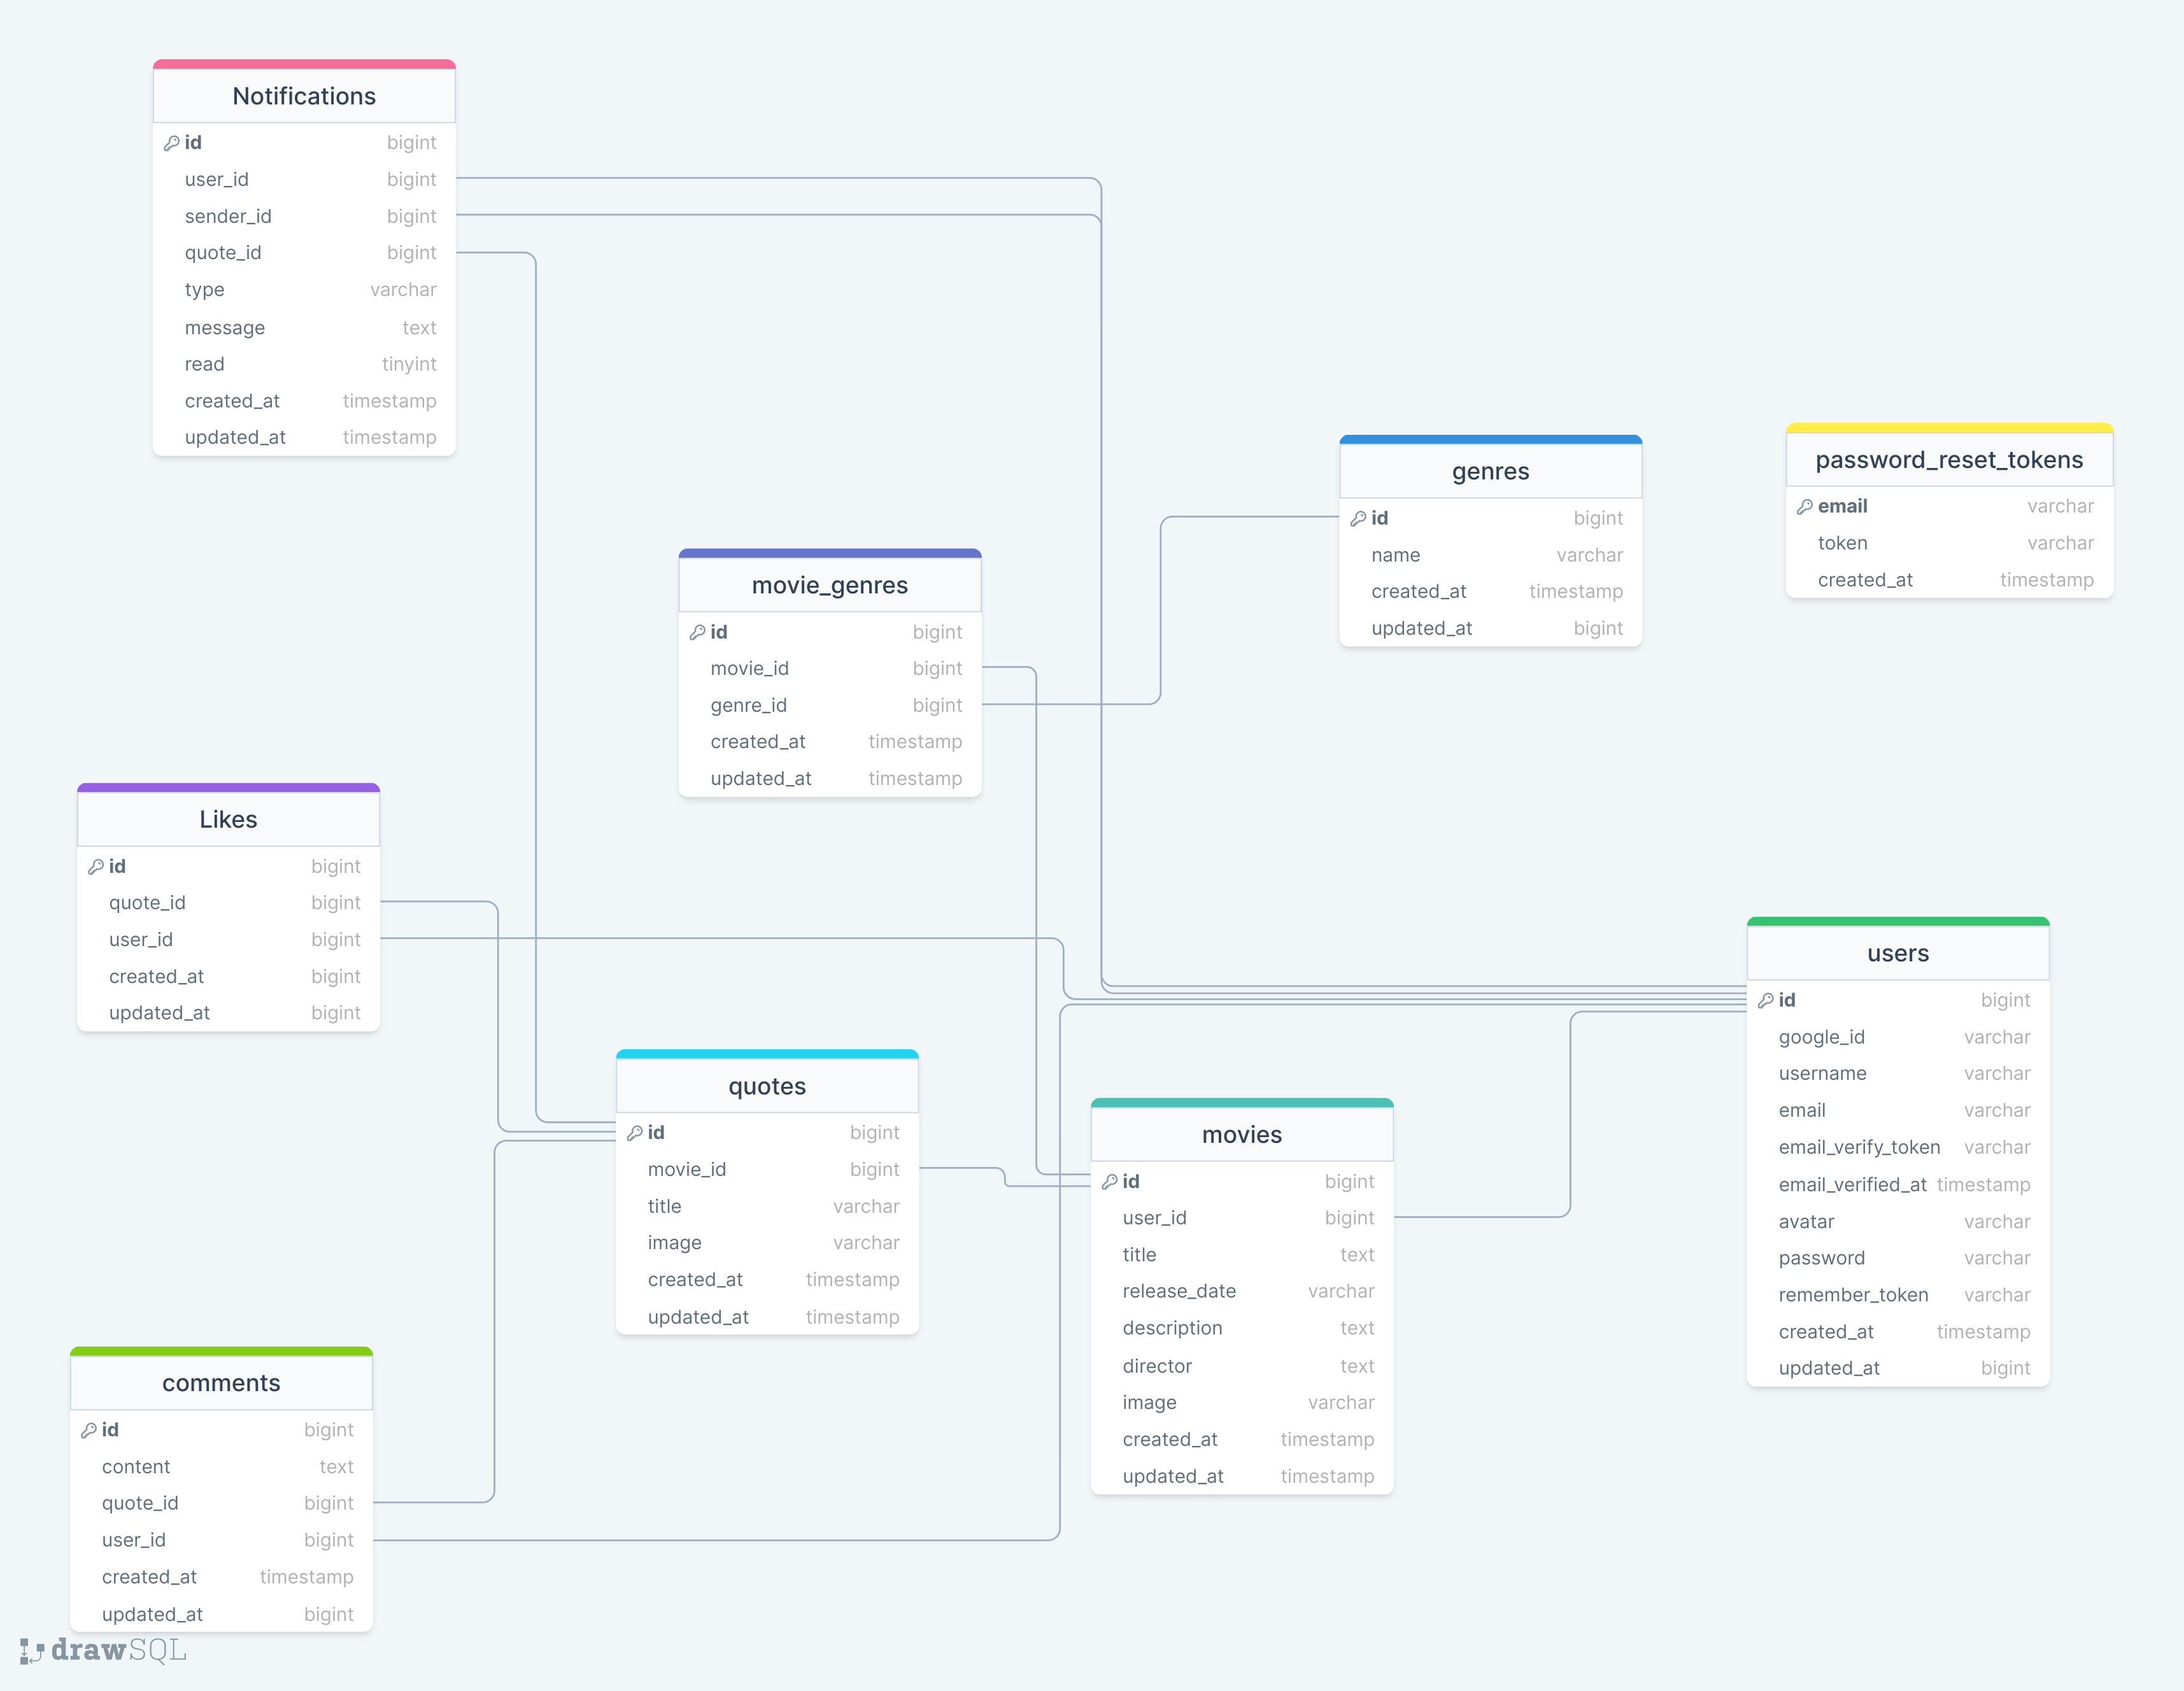 Notifications
id bigint
user_id bigint
sender_id bigint
quote_id bigint
type varchar
message text
read tinyint
created_at timestamp
updated_at timestamp
genres
id bigint
name varchar
created_at timestamp
updated_at bigint
password_reset_tokens
email varchar
token varchar
created_at timestamp
movie_genres
id bigint
movie_id bigint
genre_id bigint
created_at timestamp
updated_at timestamp
Likes
id bigint
quote_id bigint
user_id bigint
created_at bigint
updated_at bigint
users
id bigint
google_id varchar
username varchar
email varchar
email_verify_token varchar
email_verified_at timestamp
avatar varchar
password varchar
remember_token varchar
created_at timestamp
updated_at bigint
quotes
id bigint
movie_id bigint
title varchar
image varchar
created_at timestamp
updated_at timestamp
movies
id bigint
user_id bigint
title text
release_date varchar
description text
director text
image varchar
created_at timestamp
updated_at timestamp
comments
id bigint
content text
quote_id bigint
user_id bigint
created_at timestamp
updated_at bigint
drawSQL